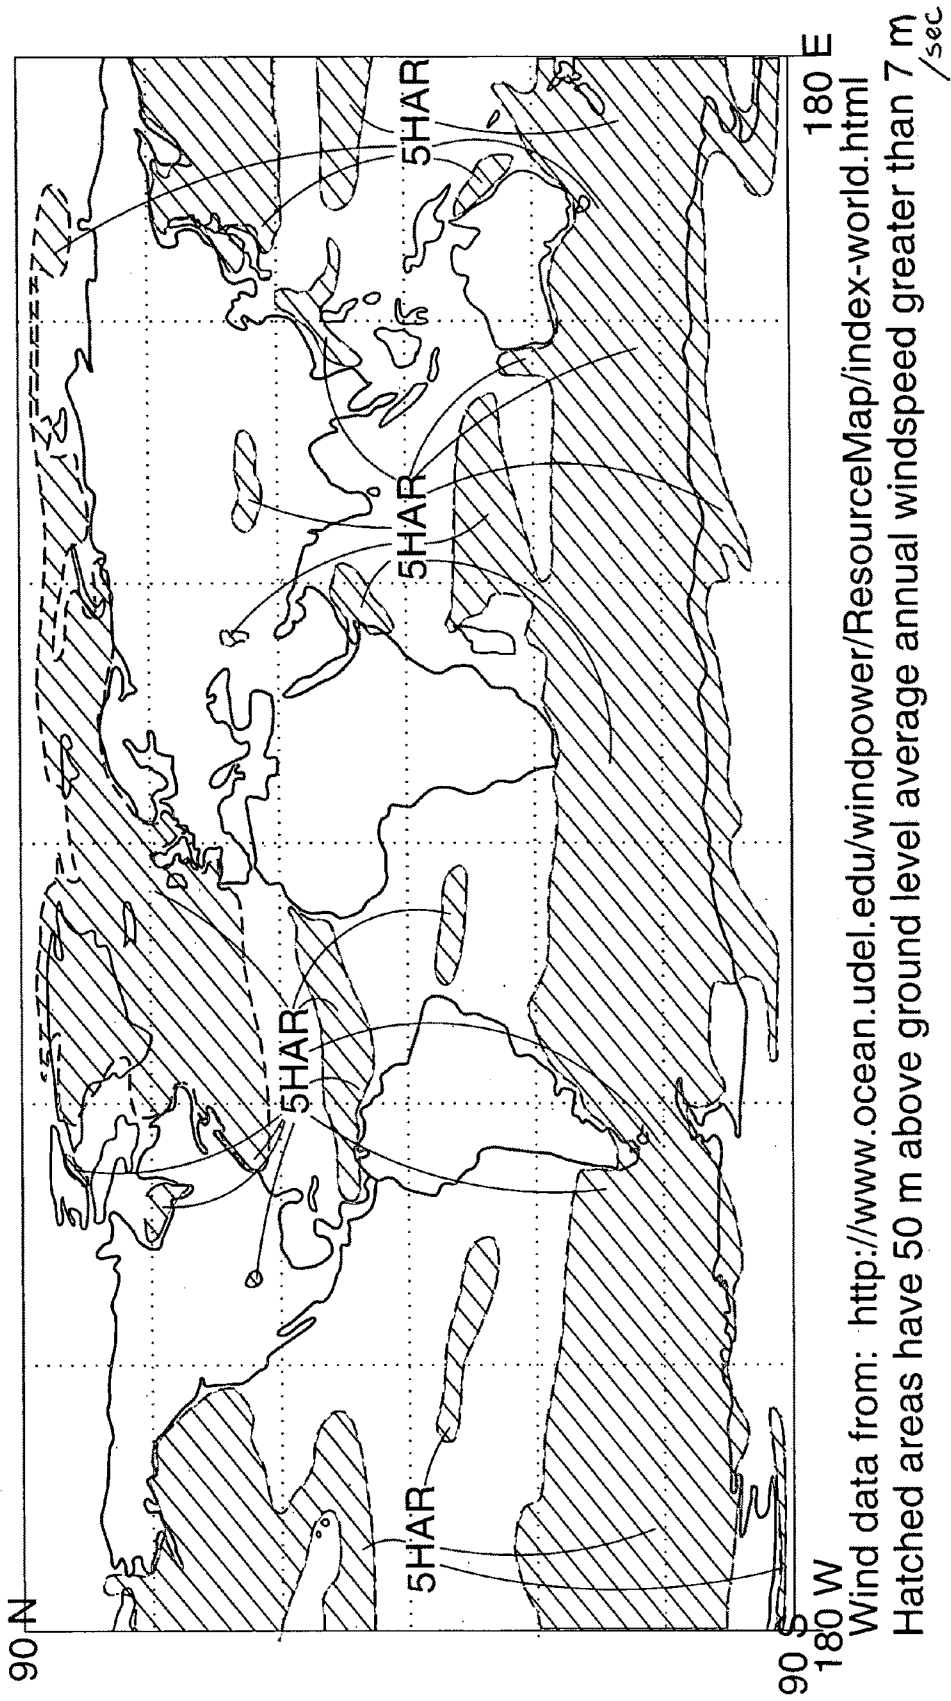 90 N
5HAR
5HAR
5HAR
5HAR
90 S
180 W
180 E
Wind data from: http://www.ocean.udel.edu/windpower/ResourceMap/index-world.html
Hatched areas have 50 m above ground level average annual windspeed greater than 7 m
/sec